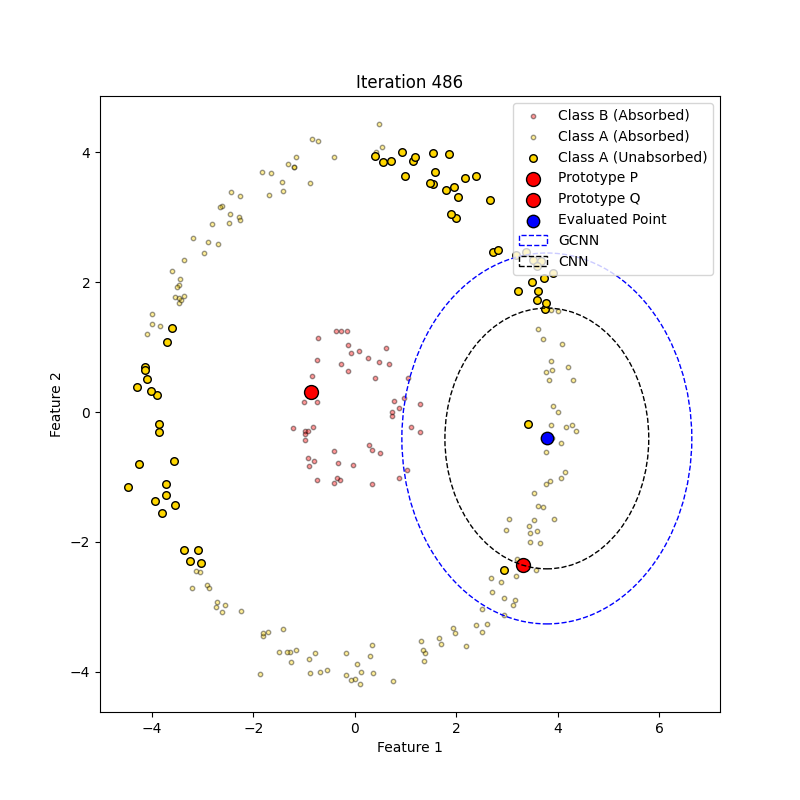 Iteration 486
Class B (Absorbed)
Class A (Absorbed)
Class A (Unabsorbed)
Prototype P
Prototype Q
Evaluated Point
GCNN
CNN
4
2
0
−2
−4
Feature 2
−4
−2
0
2
4
6
Feature 1